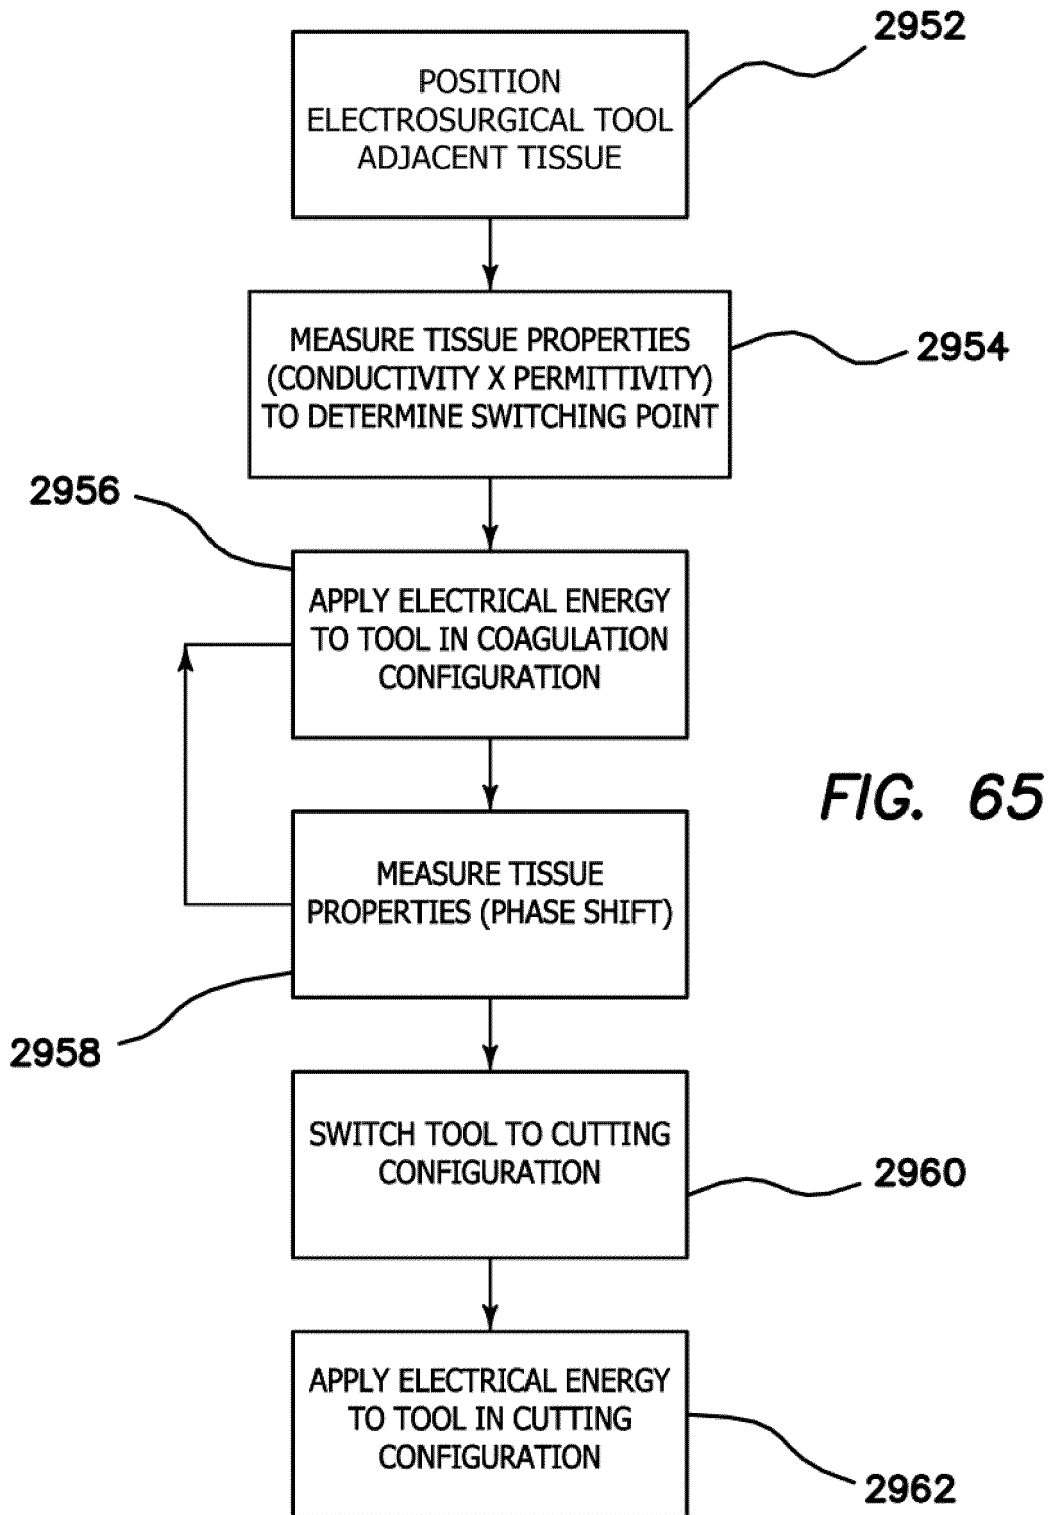 2952
POSITION
ELECTROSURGICAL TOOL
ADJACENT TISSUE
MEASURE TISSUE PROPERTIES
(CONDUCTIVITY X PERMITTIVITY)
TO DETERMINE SWITCHING POINT
2954
2956
APPLY ELECTRICAL ENERGY
TO TOOL IN COAGULATION
CONFIGURATION
FIG. 65
MEASURE TISSUE
PROPERTIES (PHASE SHIFT)
2958
SWITCH TOOL TO CUTTING
CONFIGURATION
2960
APPLY ELECTRICAL ENERGY
TO TOOL IN CUTTING
CONFIGURATION
2962